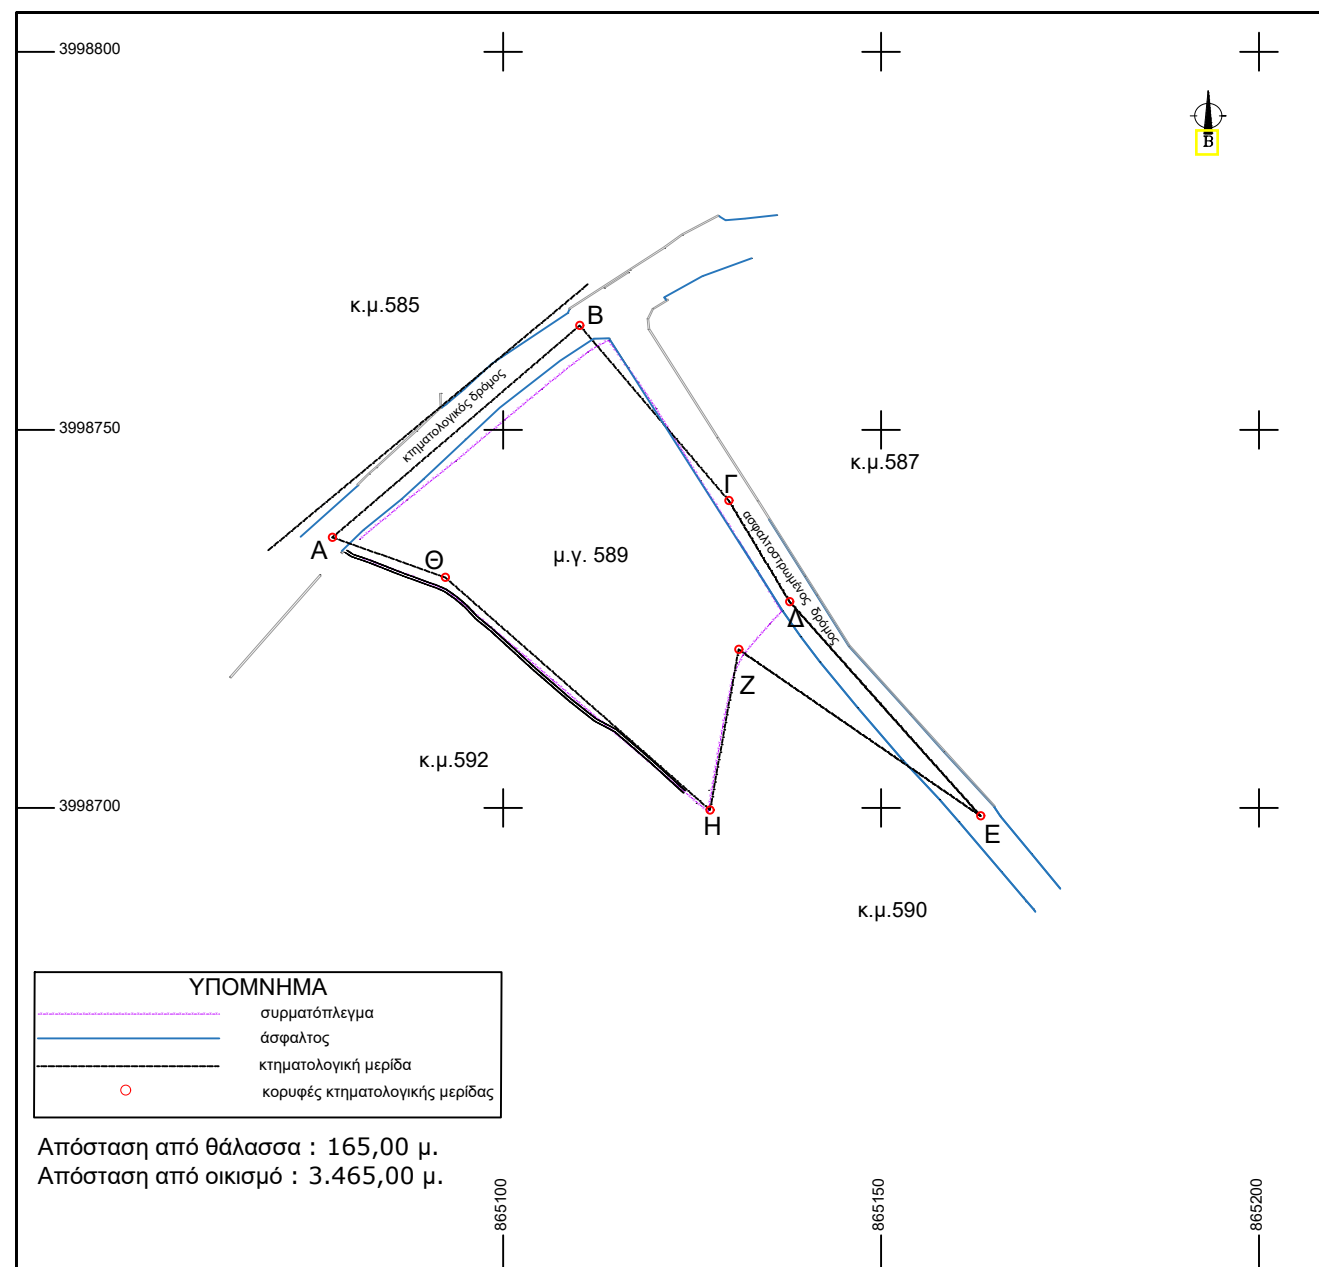 3998800
Β
κ.μ.585
Β
κτηματολογικός δρόμος
3998750
κ.μ.587
Γ
ασφαλτοστρωμένος δρόμος
Α
Θ
μ.γ. 589
Δ
Ζ
κ.μ.592
3998700
Η
Ε
κ.μ.590
ΥΠΟΜΝΗΜΑ
συρματόπλεγμα
άσφαλτος
κτηματολογική μερίδα
κορυφές κτηματολογικής μερίδας
Απόσταση από θάλασσα : 165,00 μ.
Απόσταση από οικισμό : 3.465,00 μ.
865100
865150
865200